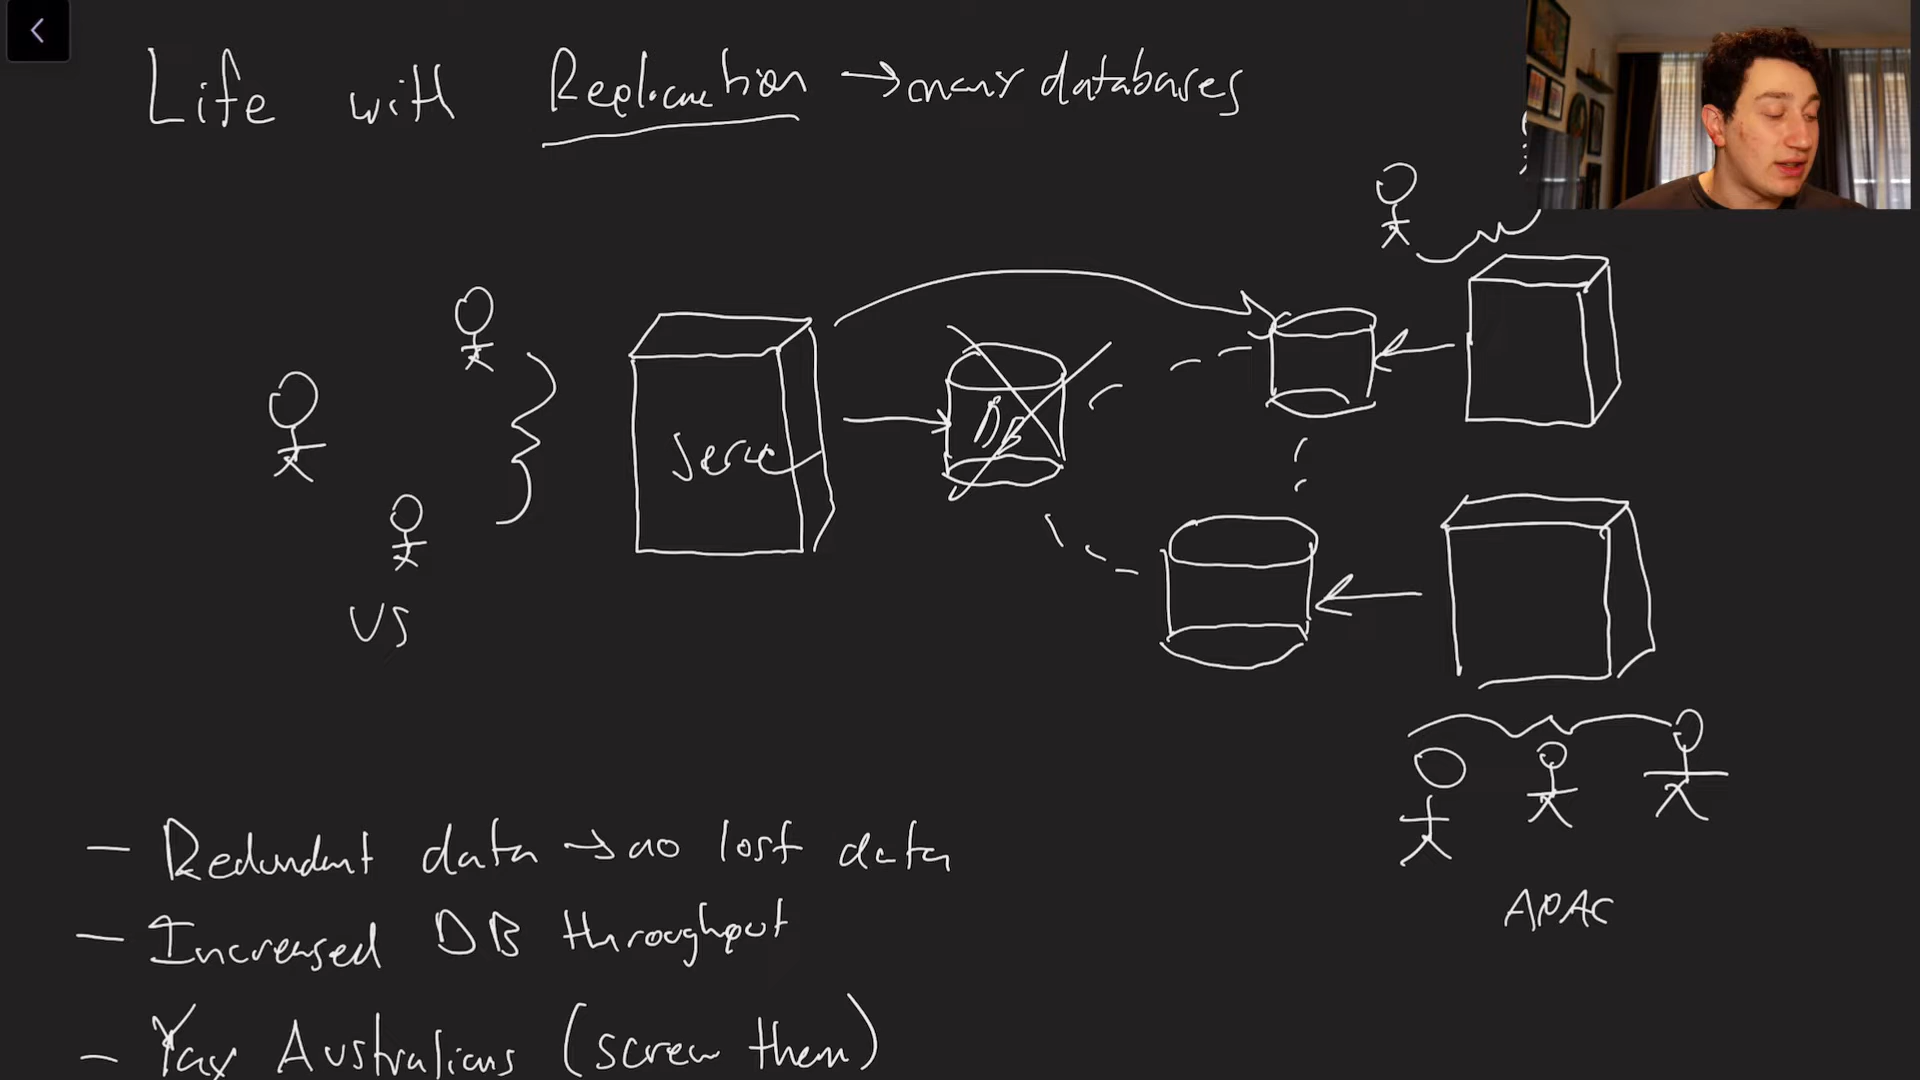 Life with Replication → many databases
Server
DB
US
APAC
- Redundant data → no lost data
- Increased DB throughput
- Yay Australians (screw them)